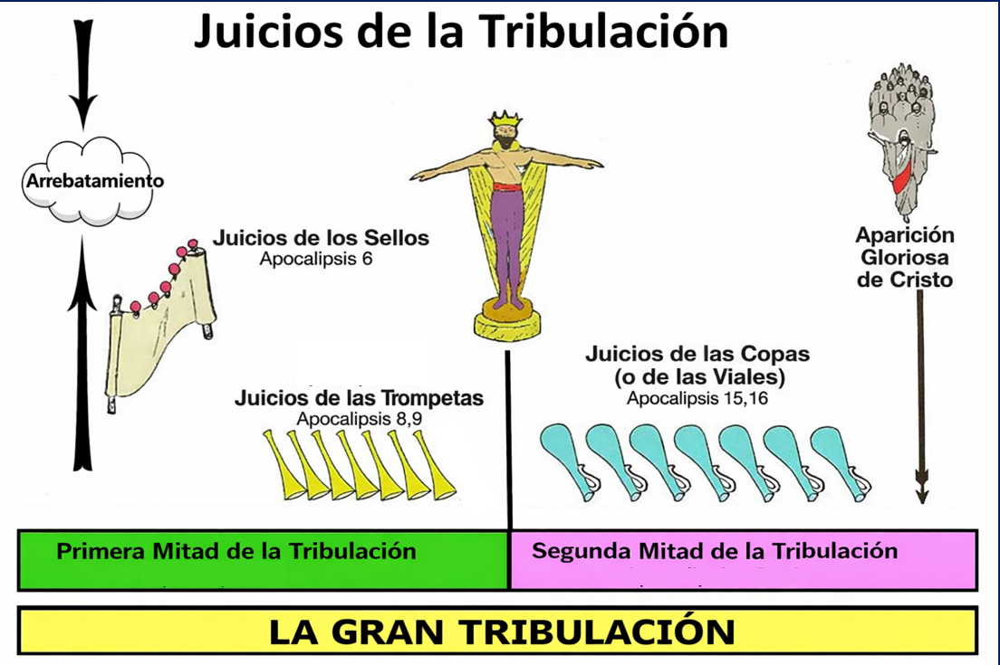 Juicios de la Tribulación
Arrebatamiento
Juicios de los Sellos
Apocalipsis 6
Aparición
Gloriosa
de Cristo
Juicios de las Trompetas
Apocalipsis 8,9
Juicios de las Copas
(o de las Viales)
Apocalipsis 15,16
Primera Mitad de la Tribulación
Segunda Mitad de la Tribulación
LA GRAN TRIBULACIÓN